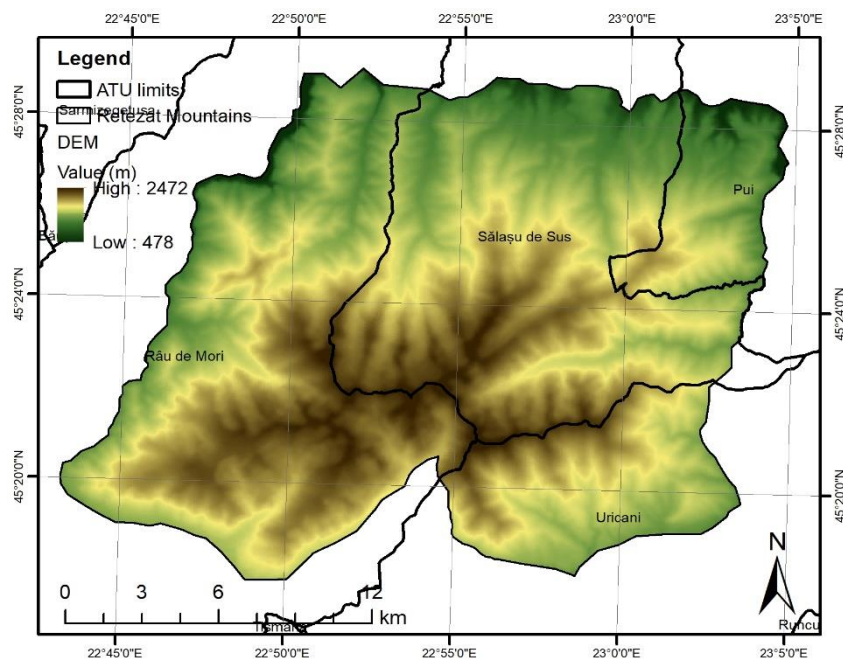 22°45'0"E 22°50'0"E 22°55'0"E 23°0'0"E 23°5'0"E
Legend
ATU limits
Sarmizegetusa
Retezat Mountains
DEM
Value (m)
High : 2472
Low : 478
45°28'0"N
45°28'0"N
Pui
Sălaşu de Sus
45°24'0"N
45°24'0"N
Râu de Mori
45°20'0"N
45°20'0"N
Uricani
N
0 3 6 12
km
Runcu
22°45'0"E 22°50'0"E 22°55'0"E 23°0'0"E 23°5'0"E